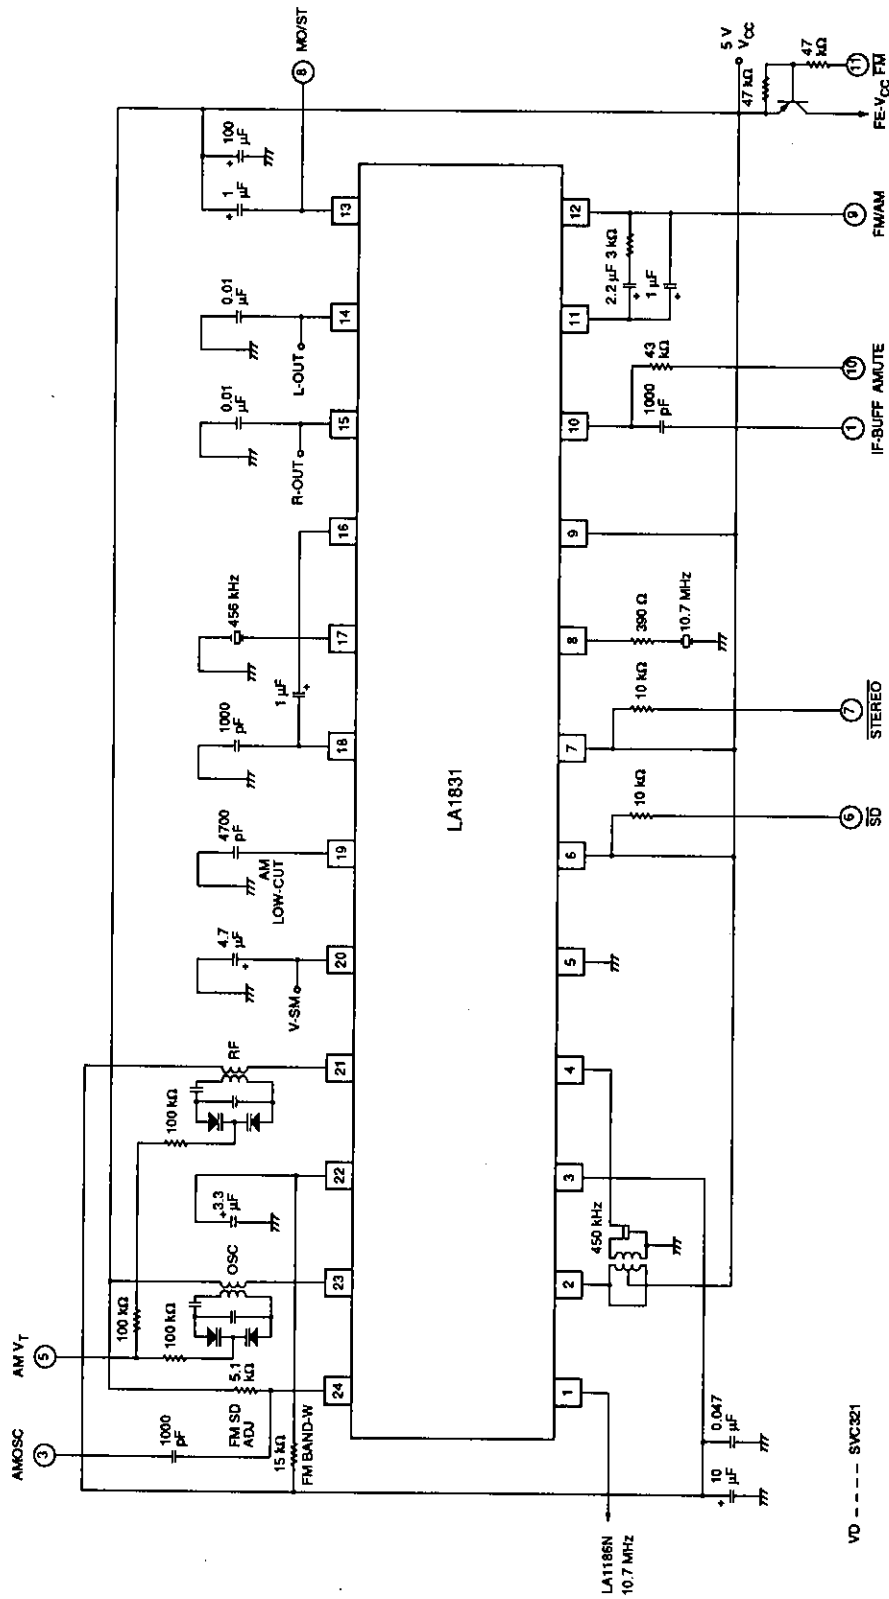 AMOSC
3
AM VT
5
1000
pF
100 kΩ
100 kΩ
FM SD
ADJ
5.1
kΩ
15 kΩ
FM BAND-W
OSC
+3.3
µF
100 kΩ
RF
4.7
µF
+
V-SM
4700
pF
AM
LOW-CUT
1000
pF
1 µF
+
456 kHz
0.01
µF
R-OUT
0.01
µF
L-OUT
+
1
µF
+
100
µF
8
MO/ST
24
23
22
21
20
19
18
17
16
15
14
13
LA1831
1
2
3
4
5
6
7
8
9
10
11
12
LA1186N
10.7 MHz
+
10
µF
0.047
µF
450 kHz
10 kΩ
6
SD
10 kΩ
7
STEREO
390 Ω
10.7 MHz
1000
pF
43
kΩ
1
IF-BUFF
10
AMUTE
2.2 µF
3 kΩ
+
1 µF
+
9
FM/AM
5 V
VCC
47
kΩ
47
kΩ
FE-VCC
11
FM
VD ----- SVC321